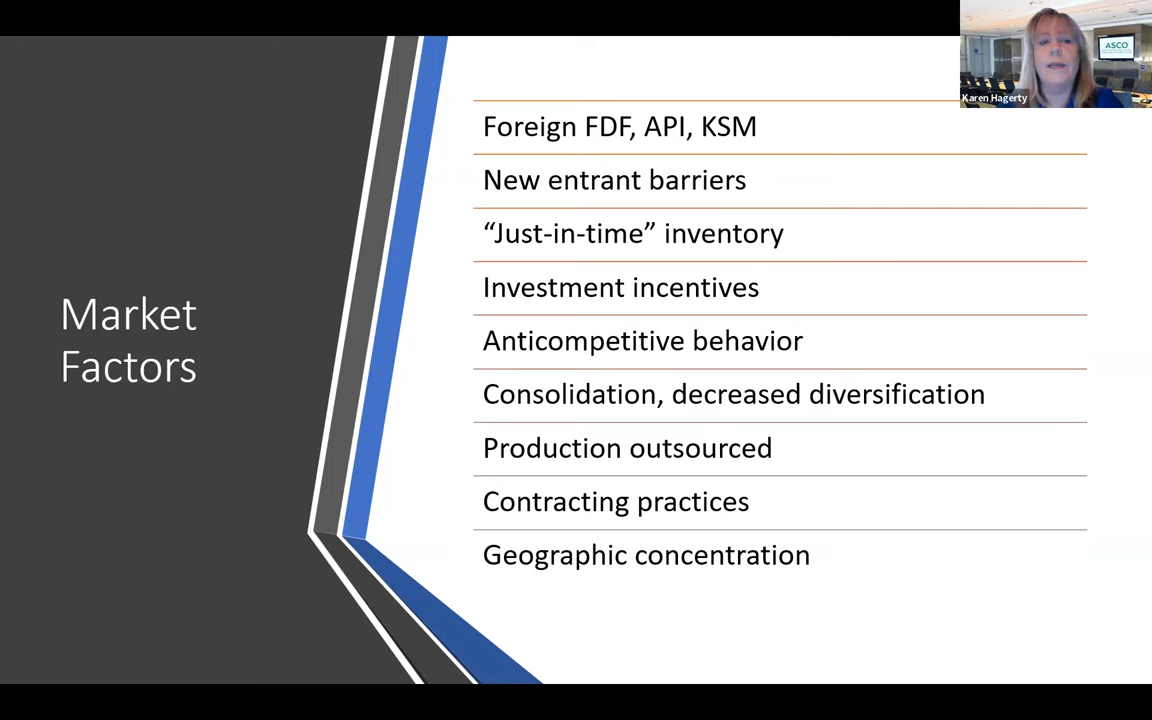 ASCO
Karen Hagerty
Market
Factors
Foreign FDF, API, KSM
New entrant barriers
“Just-in-time” inventory
Investment incentives
Anticompetitive behavior
Consolidation, decreased diversification
Production outsourced
Contracting practices
Geographic concentration